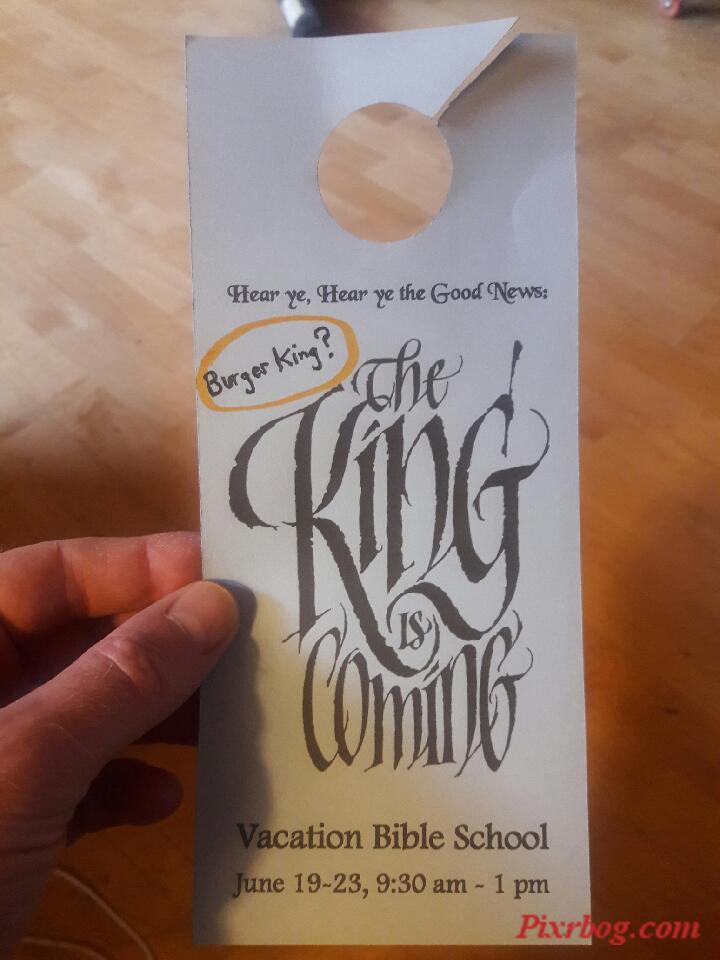 Hear ye, Hear ye the Good News:
Burger King?
The
King
is
Coming
Vacation Bible School
June 19-23, 9:30 am - 1 pm
Pixrbog.com